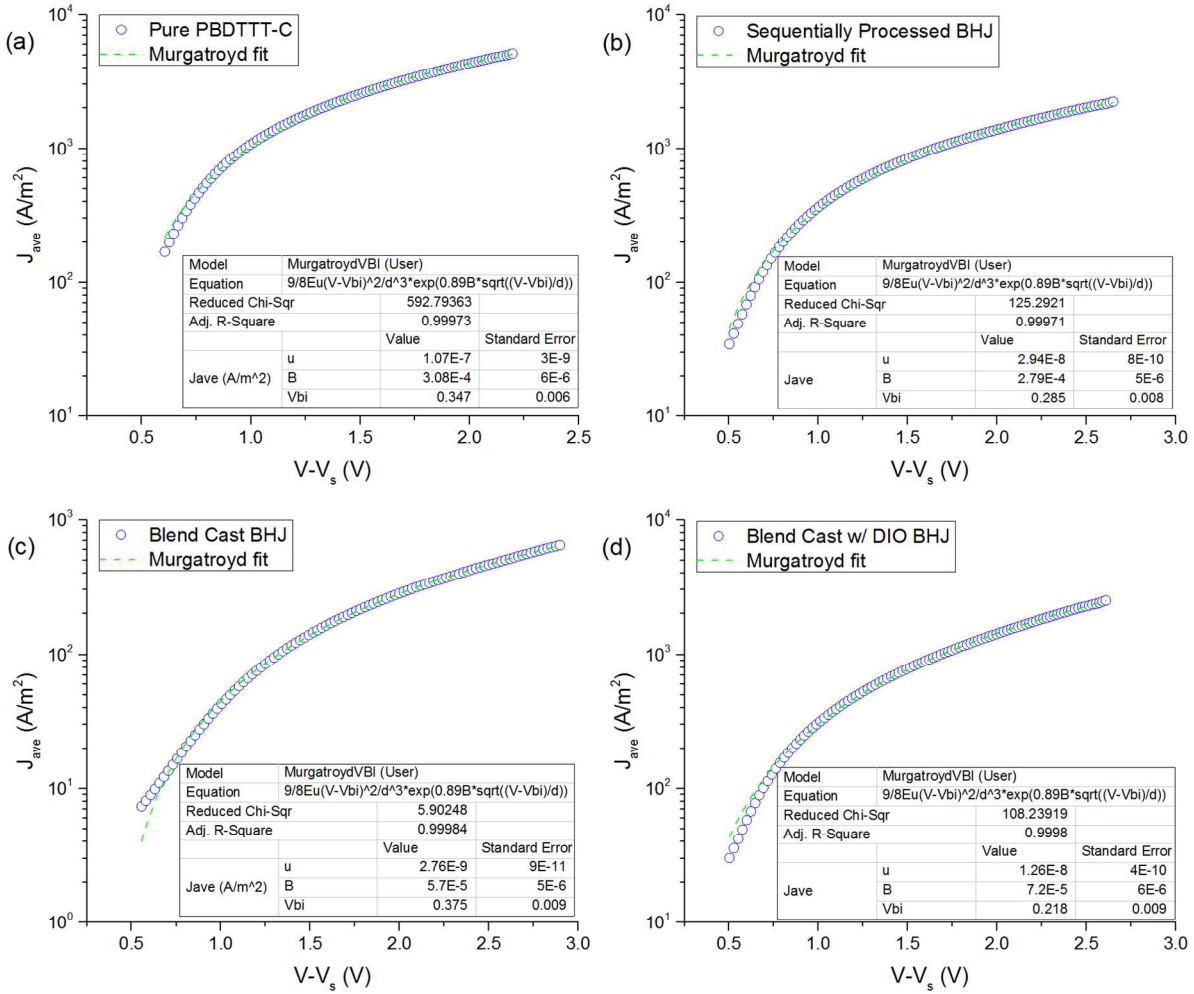 (a)
Pure PBDTTT-C
Murgatroyd fit
10^4
10^3
10^2
10^1
J_ave (A/m^2)
Model MurgatroydVBI (User)
Equation 9/8Eu(V-Vbi)^2/d^3*exp(0.89B*sqrt((V-Vbi)/d))
Reduced Chi-Sqr 592.79363
Adj. R-Square 0.99973
Value Standard Error
Jave (A/m^2) u 1.07E-7 3E-9
B 3.08E-4 6E-6
Vbi 0.347 0.006
0.5 1.0 1.5 2.0 2.5
V-V_s (V)
(b)
Sequentially Processed BHJ
Murgatroyd fit
10^4
10^3
10^2
10^1
J_ave (A/m^2)
Model MurgatroydVBI (User)
Equation 9/8Eu(V-Vbi)^2/d^3*exp(0.89B*sqrt((V-Vbi)/d))
Reduced Chi-Sqr 125.2921
Adj. R-Square 0.99971
Value Standard Error
Jave u 2.94E-8 8E-10
B 2.79E-4 5E-6
Vbi 0.285 0.008
0.5 1.0 1.5 2.0 2.5 3.0
V-V_s (V)
(c)
Blend Cast BHJ
Murgatroyd fit
10^3
10^2
10^1
10^0
J_ave (A/m^2)
Model MurgatroydVBI (User)
Equation 9/8Eu(V-Vbi)^2/d^3*exp(0.89B*sqrt((V-Vbi)/d))
Reduced Chi-Sqr 5.90248
Adj. R-Square 0.99984
Value Standard Error
Jave (A/m^2) u 2.76E-9 9E-11
B 5.7E-5 5E-6
Vbi 0.375 0.009
0.5 1.0 1.5 2.0 2.5 3.0
V-V_s (V)
(d)
Blend Cast w/ DIO BHJ
Murgatroyd fit
10^4
10^3
10^2
10^1
J_ave (A/m^2)
Model MurgatroydVBI (User)
Equation 9/8Eu(V-Vbi)^2/d^3*exp(0.89B*sqrt((V-Vbi)/d))
Reduced Chi-Sqr 108.23919
Adj. R-Square 0.9998
Value Standard Error
Jave u 1.26E-8 4E-10
B 7.2E-5 6E-6
Vbi 0.218 0.009
0.5 1.0 1.5 2.0 2.5 3.0
V-V_s (V)